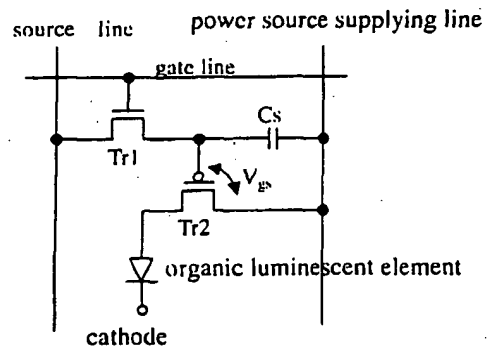 source line
power source supplying line
gate line
Cs
Tr1
Vgs
Tr2
organic luminescent element
cathode